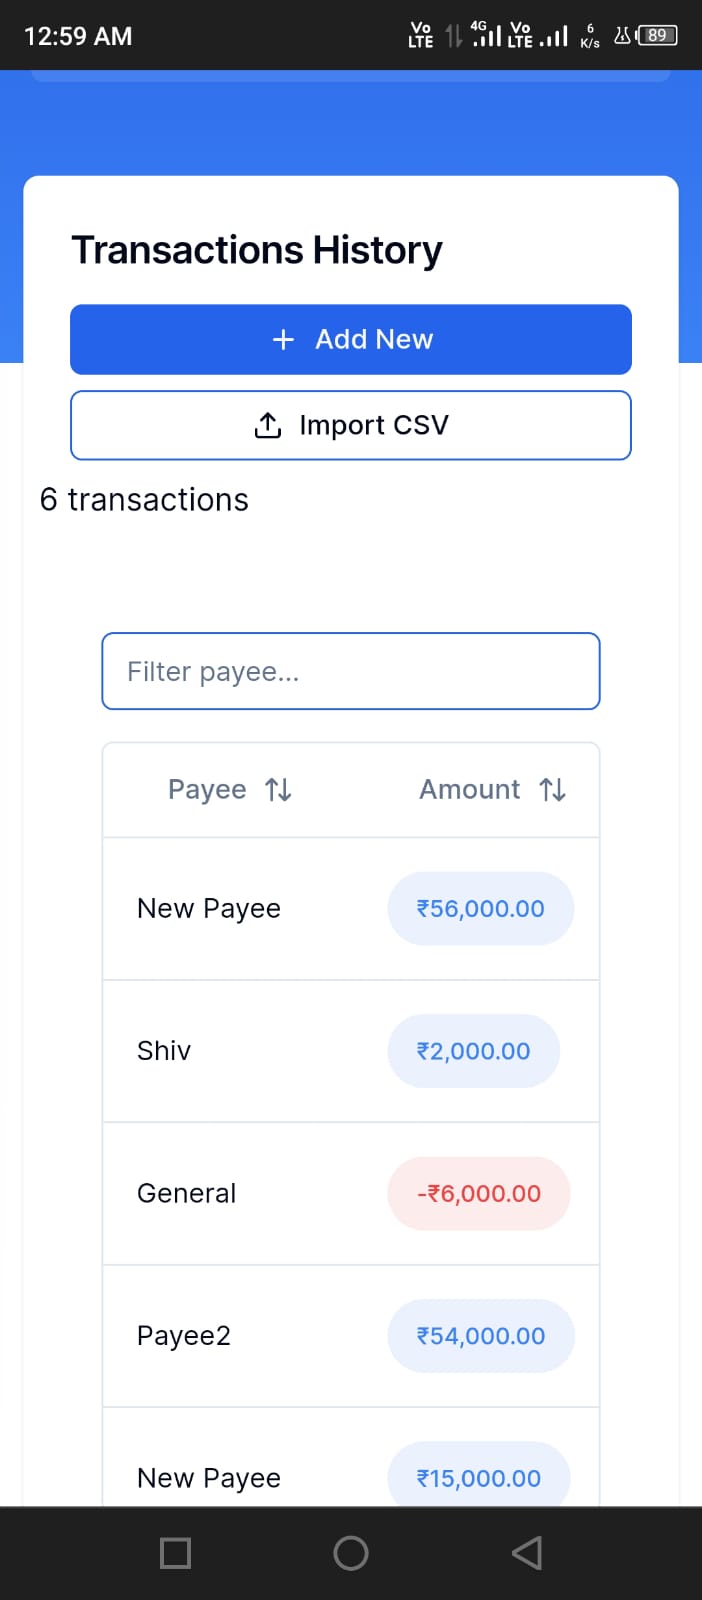 12:59 AM
Vo LTE 4G Vo LTE 6 K/s 89
Transactions History
+ Add New
Import CSV
6 transactions
Filter payee...
Payee Amount
New Payee ₹56,000.00
Shiv ₹2,000.00
General -₹6,000.00
Payee2 ₹54,000.00
New Payee ₹15,000.00